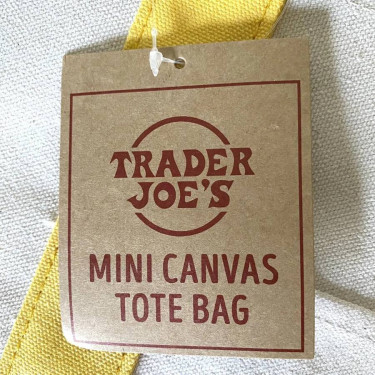 TRADER
JOE'S
MINI CANVAS
TOTE BAG